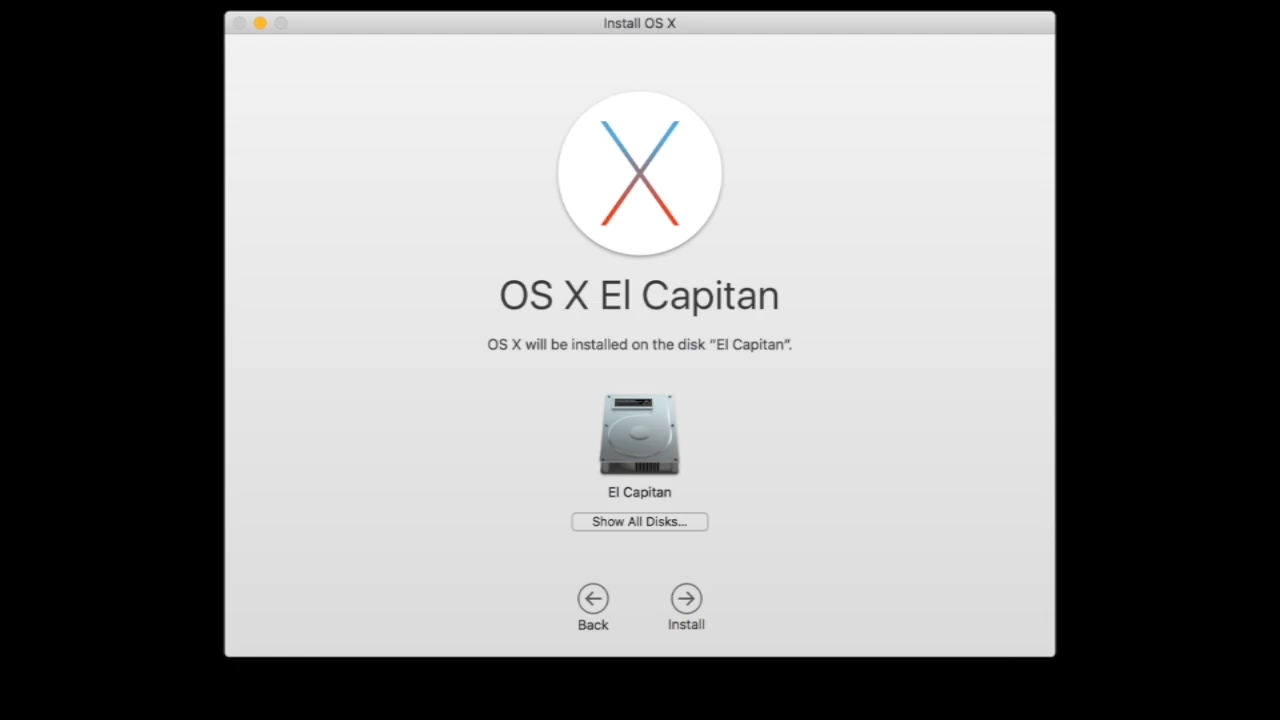 Install OS X
OS X El Capitan
OS X will be installed on the disk “El Capitan”.
El Capitan
Show All Disks...
Back
Install